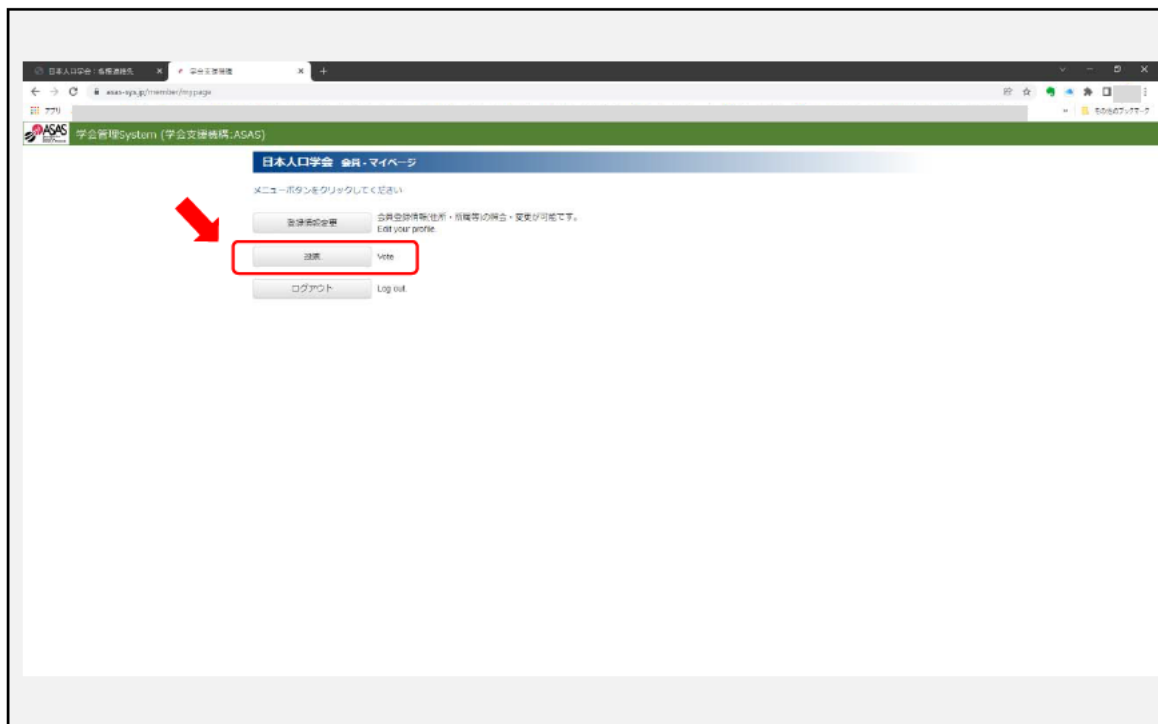 日本人口学会:各種連絡先
学会支援機構
asas-sys.jp/member/mypage
アプリ
その他のブックマーク
ASAS 学会管理System (学会支援機構:ASAS)
日本人口学会 会員 - マイページ
メニューボタンをクリックしてください
登録情報変更 会員登録情報(住所・所属等)の照会・変更が可能です。
Edit your profile.
投票 Vote
ログアウト Log out.